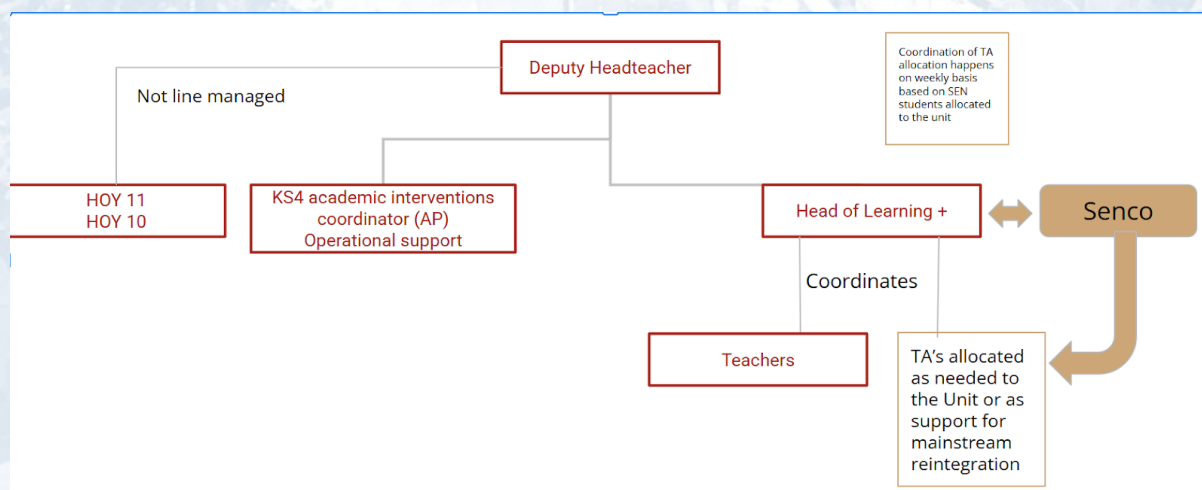 Deputy Headteacher
Coordination of TA
allocation happens
on weekly basis
based on SEN
students allocated
to the unit
Not line managed
HOY 11
HOY 10
KS4 academic interventions
coordinator (AP)
Operational support
Head of Learning +
Senco
Coordinates
Teachers
TA's allocated
as needed to
the Unit or as
support for
mainstream
reintegration